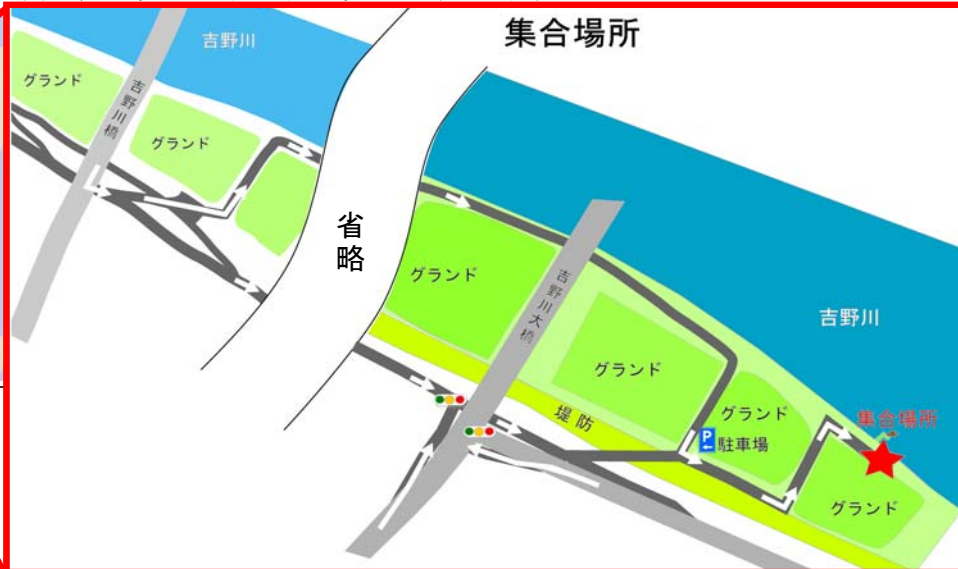 集合場所
吉野川
グランド
吉野川橋
グランド
省略
グランド
吉野川大橋
吉野川
グランド
堤防
グランド
P
駐車場
集合場所
グランド